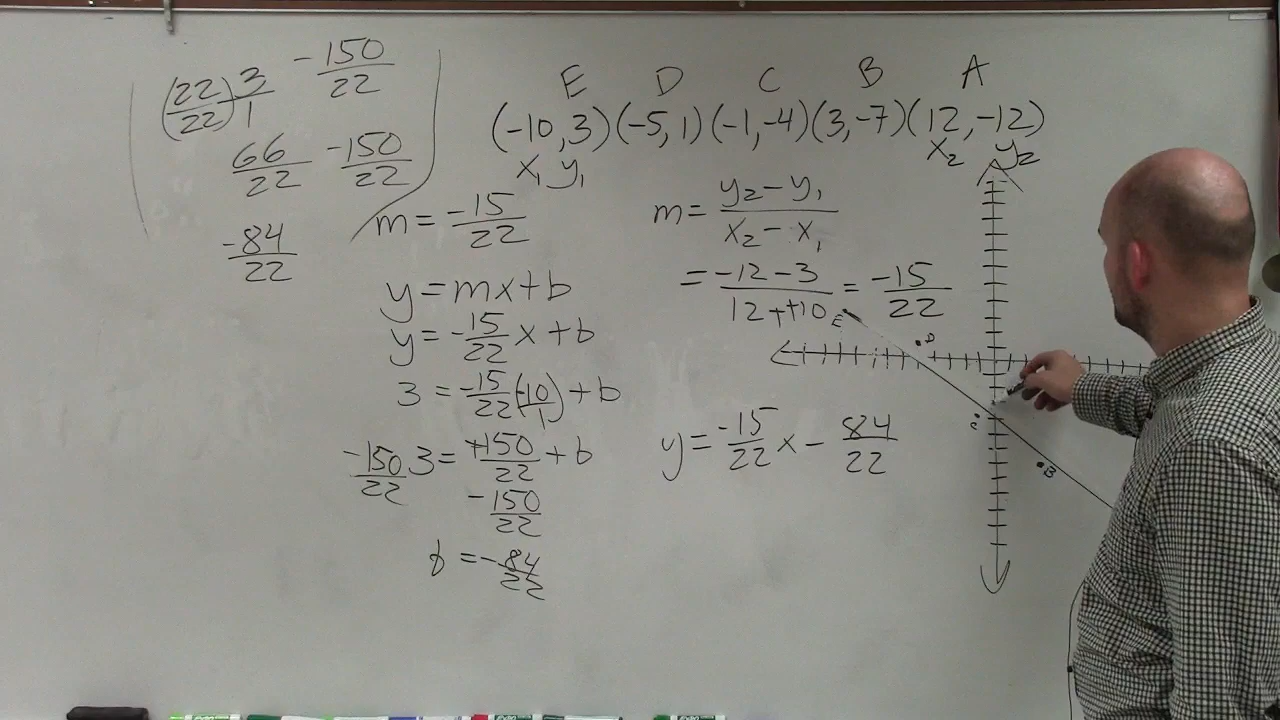 (22/22) 3/1 - 150/22
66/22 - 150/22
-84/22
E D C B A
(-10,3)(-5,1)(-1,-4)(3,-7)(12,-12)
x₁ y₁ x₂ y₂
m = -15/22
y = mx+b
y = -15/22 x + b
3 = -15/22 (-10/1) + b
-150/22 3 = +150/22 + b
-150/22
b = -84/22
m = y₂ - y₁ / x₂ - x₁
= -12-3 / 12++10 = -15/22
y = -15/22 x - 84/22
E
D
C
B